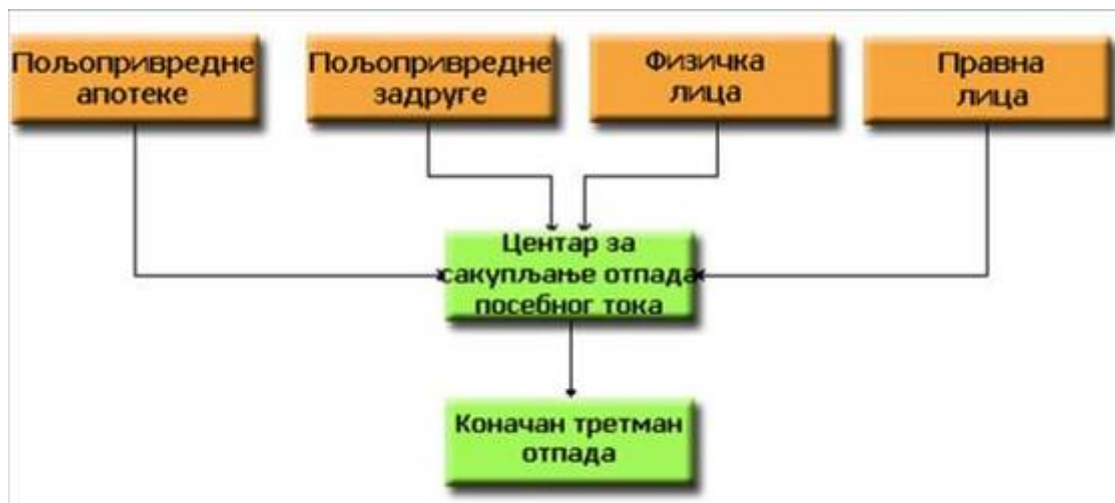 Пољопривредне
апотеке
Пољопривредне
задруге
Физичка
лица
Правна
лица
Центар за
сакупљање отпада
посебног тока
Коначан третман
отпада